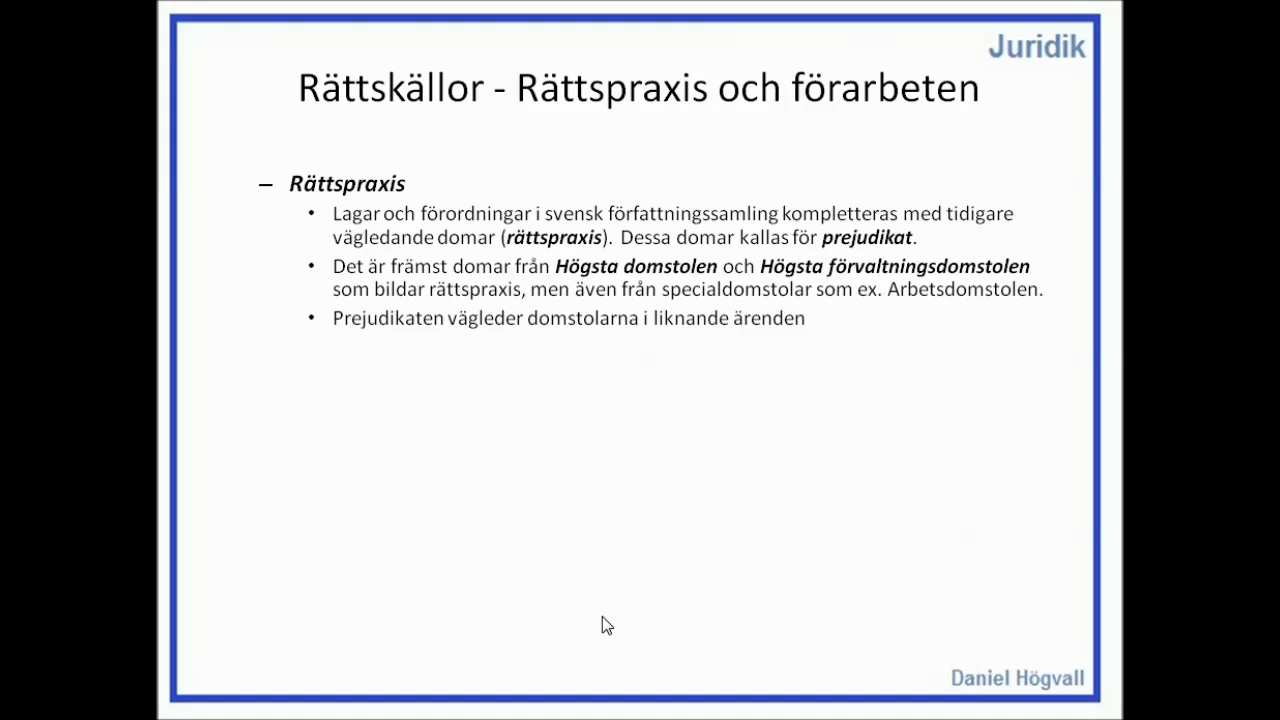 Juridik
Rättskällor - Rättspraxis och förarbeten
– Rättspraxis
• Lagar och förordningar i svensk författningssamling kompletteras med tidigare
vägledande domar (rättspraxis). Dessa domar kallas för prejudikat.
• Det är främst domar från Högsta domstolen och Högsta förvaltningsdomstolen
som bildar rättspraxis, men även från specialdomstolar som ex. Arbetsdomstolen.
• Prejudikaten vägleder domstolarna i liknande ärenden
Daniel Högvall